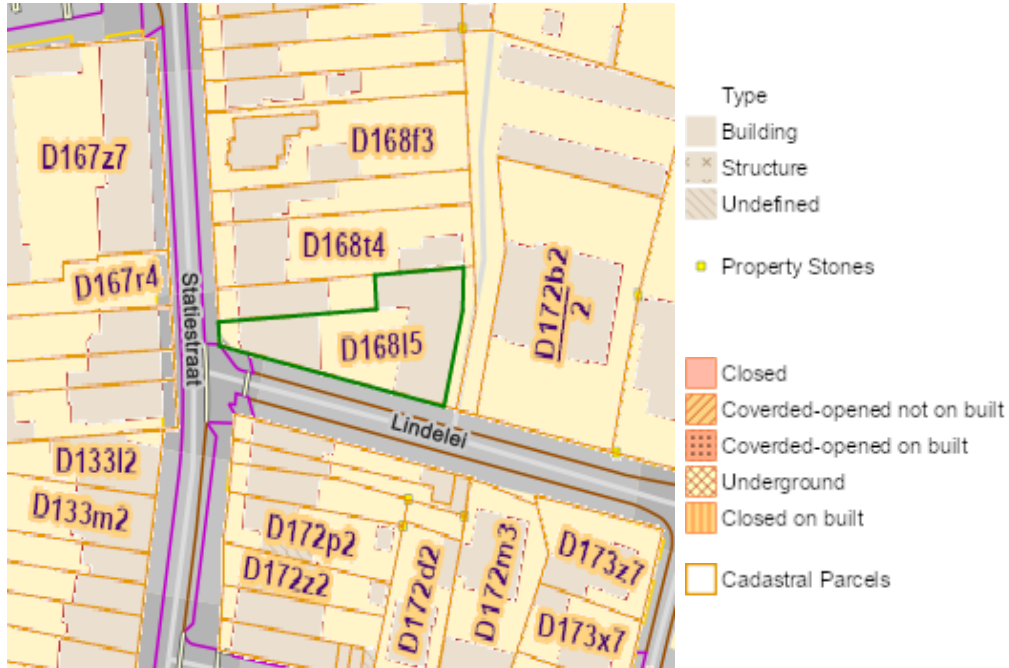 D167z7
D168f3
D168t4
D167r4
D172b2
2
Statiestraat
D168l5
Lindelei
D133l2
D133m2
D172p2
D172z2
D172d2
D172m3
D173z7
D173x7
Type
Building
Structure
Undefined
Property Stones
Closed
Coverded-opened not on built
Coverded-opened on built
Underground
Closed on built
Cadastral Parcels